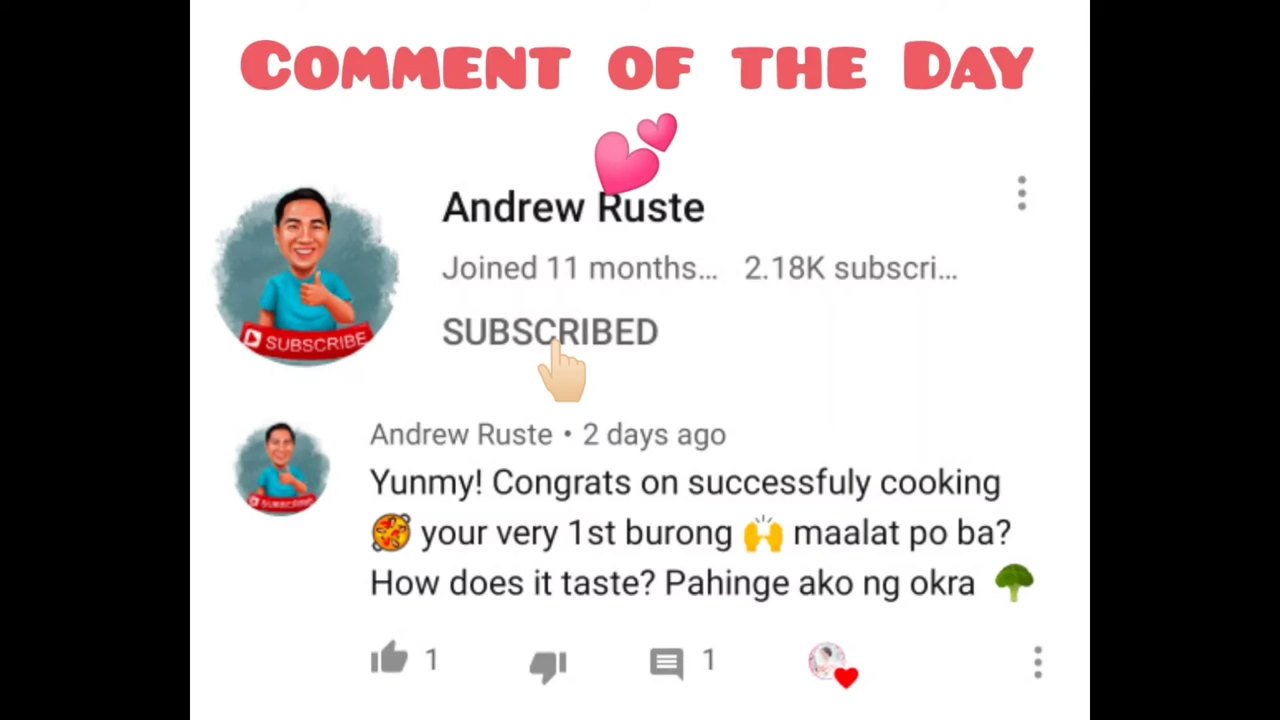 COMMENT OF THE DAY
Andrew Ruste
Joined 11 months... 2.18K subscri...
SUBSCRIBE
SUBSCRIBED
Andrew Ruste • 2 days ago
SUBSCRIBE
Yunmy! Congrats on successfuly cooking
🥘 your very 1st burong 🙌 maalat po ba?
How does it taste? Pahinge ako ng okra 🥦
1 1